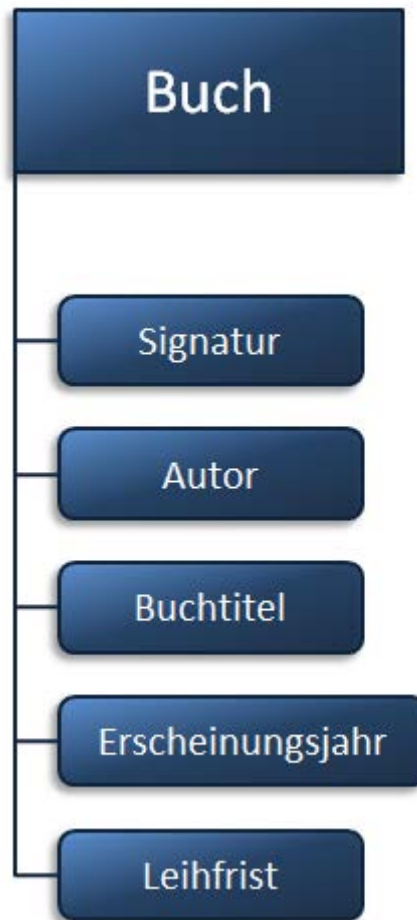 Buch
Signatur
Autor
Buchtitel
Erscheinungsjahr
Leihfrist